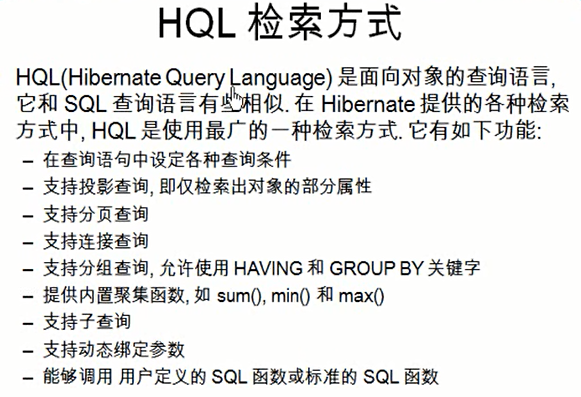 HQL 检索方式
HQL(Hibernate Query Language) 是面向对象的查询语言,
它和 SQL 查询语言有些相似. 在 Hibernate 提供的各种检索
方式中, HQL 是使用最广的一种检索方式. 它有如下功能:
– 在查询语句中设定各种查询条件
– 支持投影查询, 即仅检索出对象的部分属性
– 支持分页查询
– 支持连接查询
– 支持分组查询, 允许使用 HAVING 和 GROUP BY 关键字
– 提供内置聚集函数, 如 sum(), min() 和 max()
– 支持子查询
– 支持动态绑定参数
– 能够调用 用户定义的 SQL 函数或标准的 SQL 函数